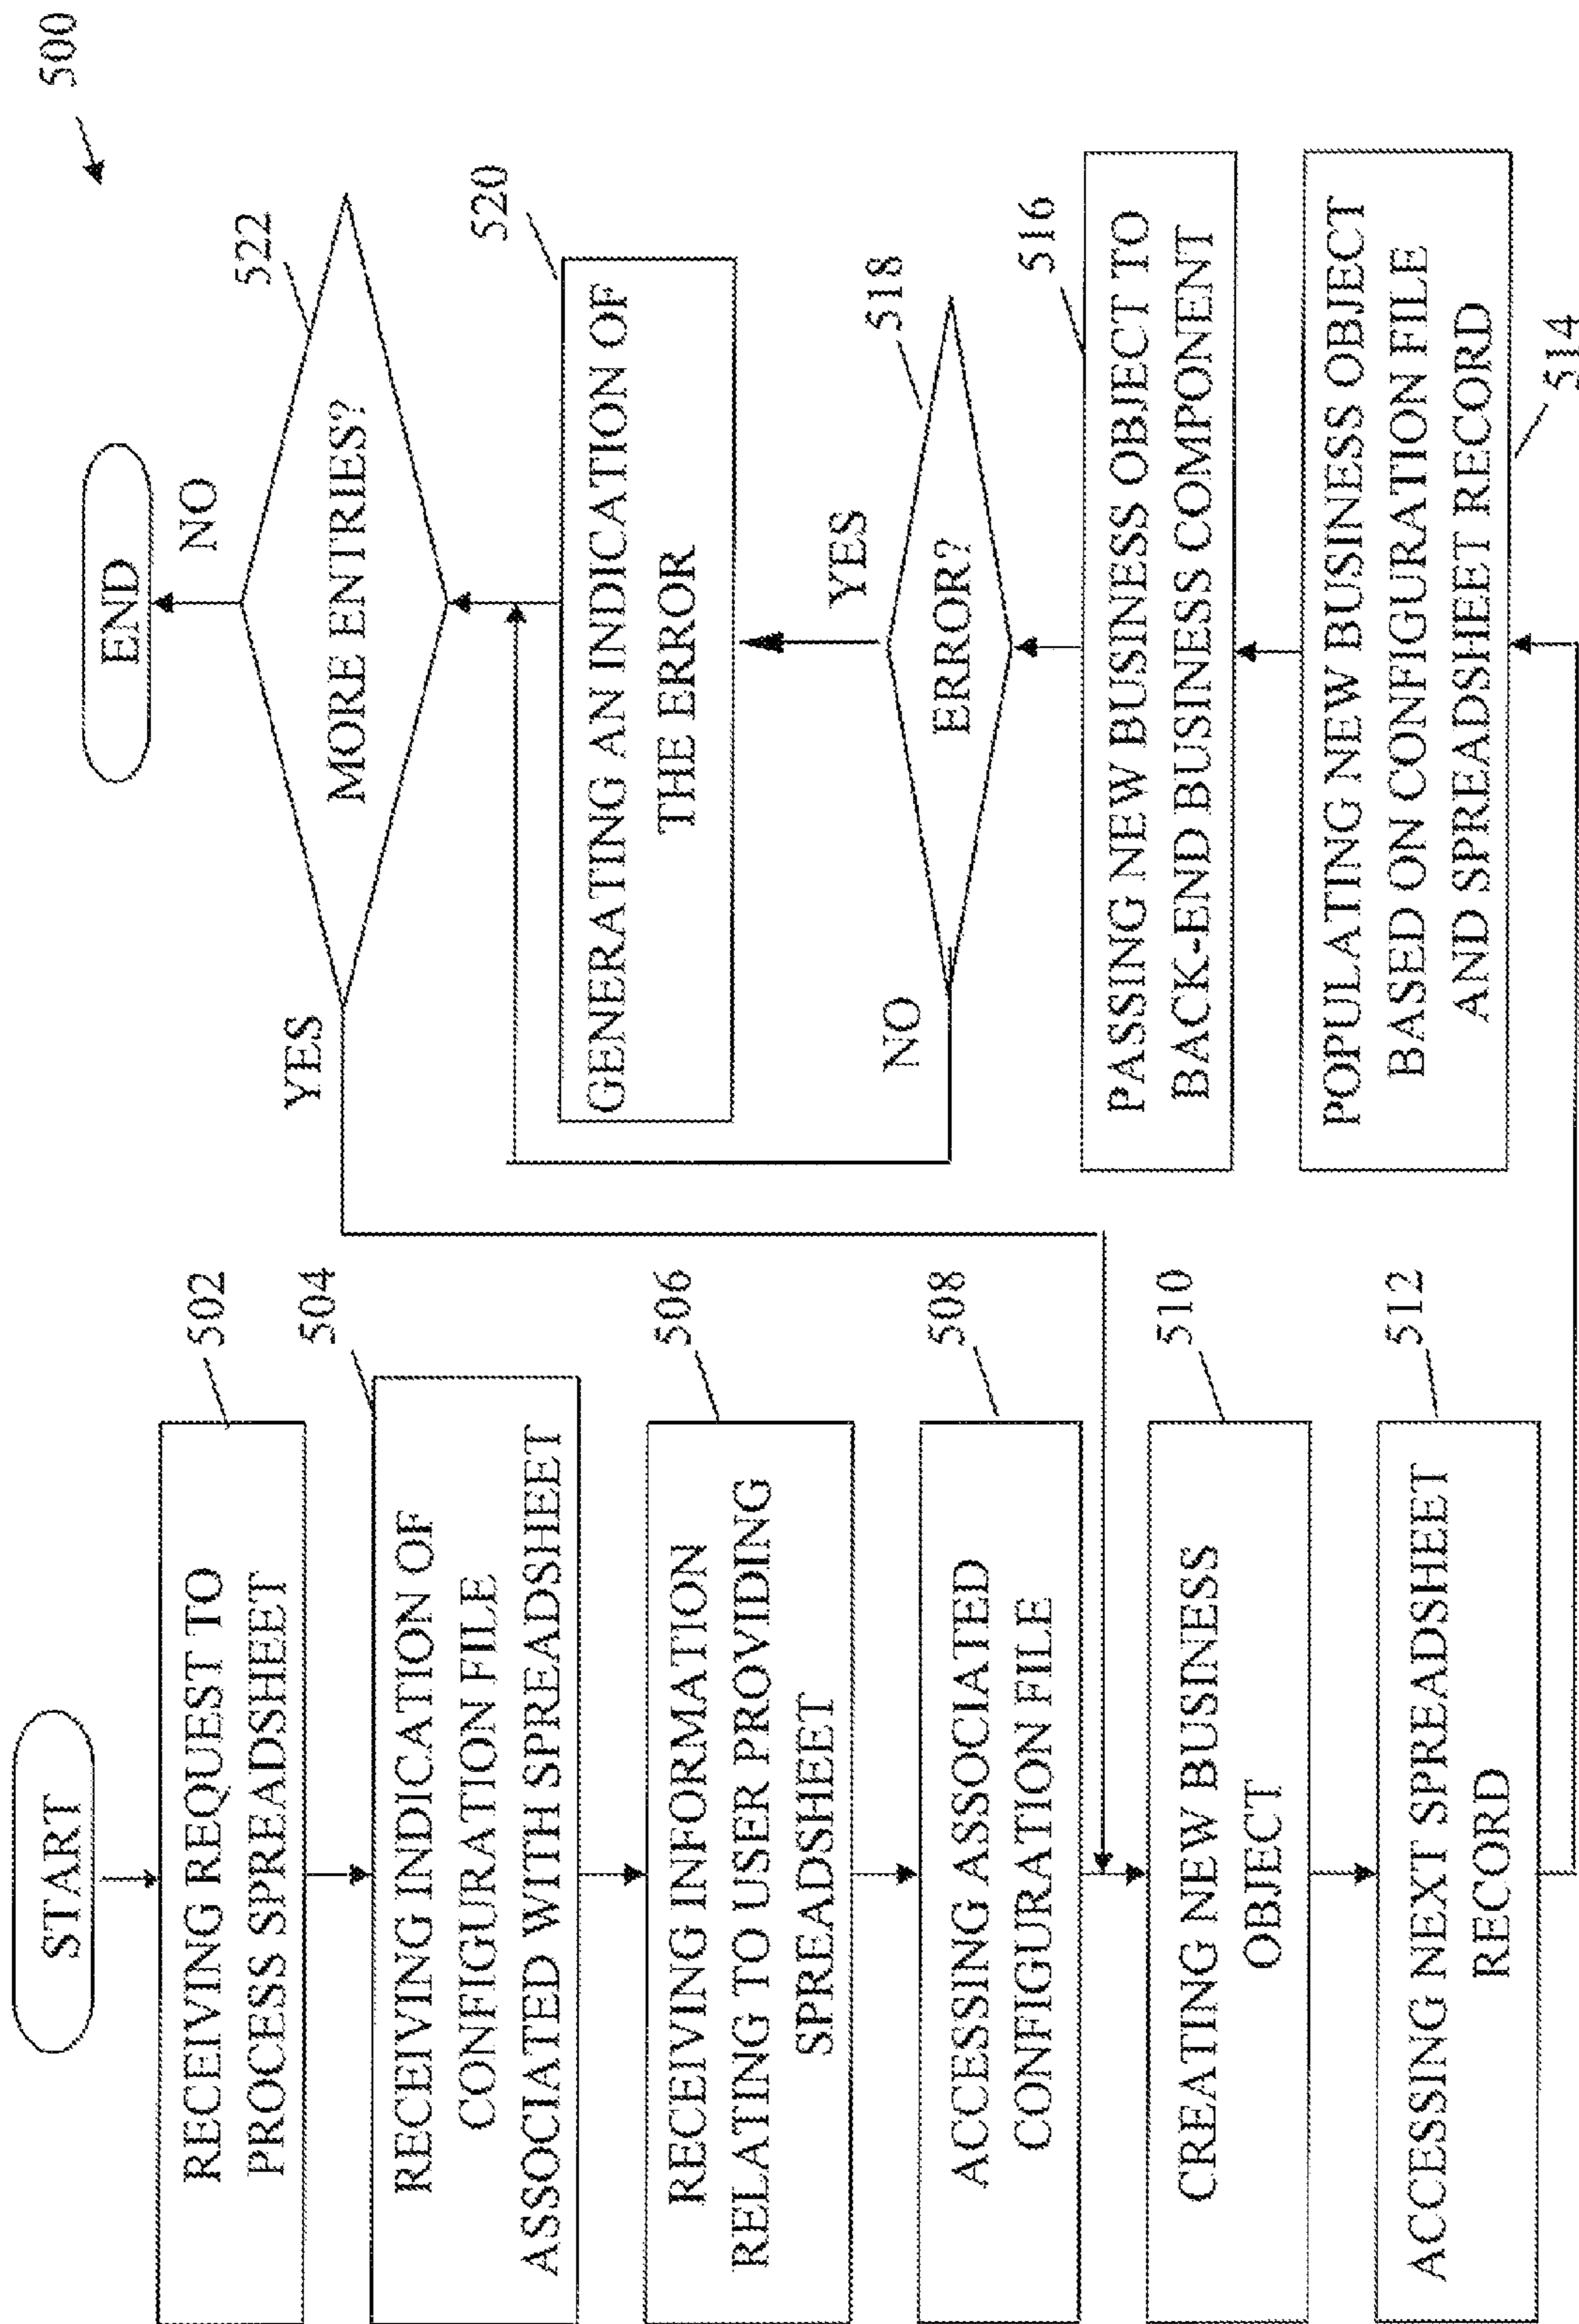 500
START
RECEIVING REQUEST TO
PROCESS SPREADSHEET
502
RECEIVING INDICATION OF
CONFIGURATION FILE
ASSOCIATED WITH SPREADSHEET
504
RECEIVING INFORMATION
RELATING TO USER PROVIDING
SPREADSHEET
506
ACCESSING ASSOCIATED
CONFIGURATION FILE
508
CREATING NEW BUSINESS
OBJECT
510
ACCESSING NEXT SPREADSHEET
RECORD
512
END
NO
MORE ENTRIES?
522
YES
GENERATING AN INDICATION OF
THE ERROR
520
YES
ERROR?
518
NO
PASSING NEW BUSINESS OBJECT TO
BACK-END BUSINESS COMPONENT
516
POPULATING NEW BUSINESS OBJECT
BASED ON CONFIGURATION FILE
AND SPREADSHEET RECORD
514